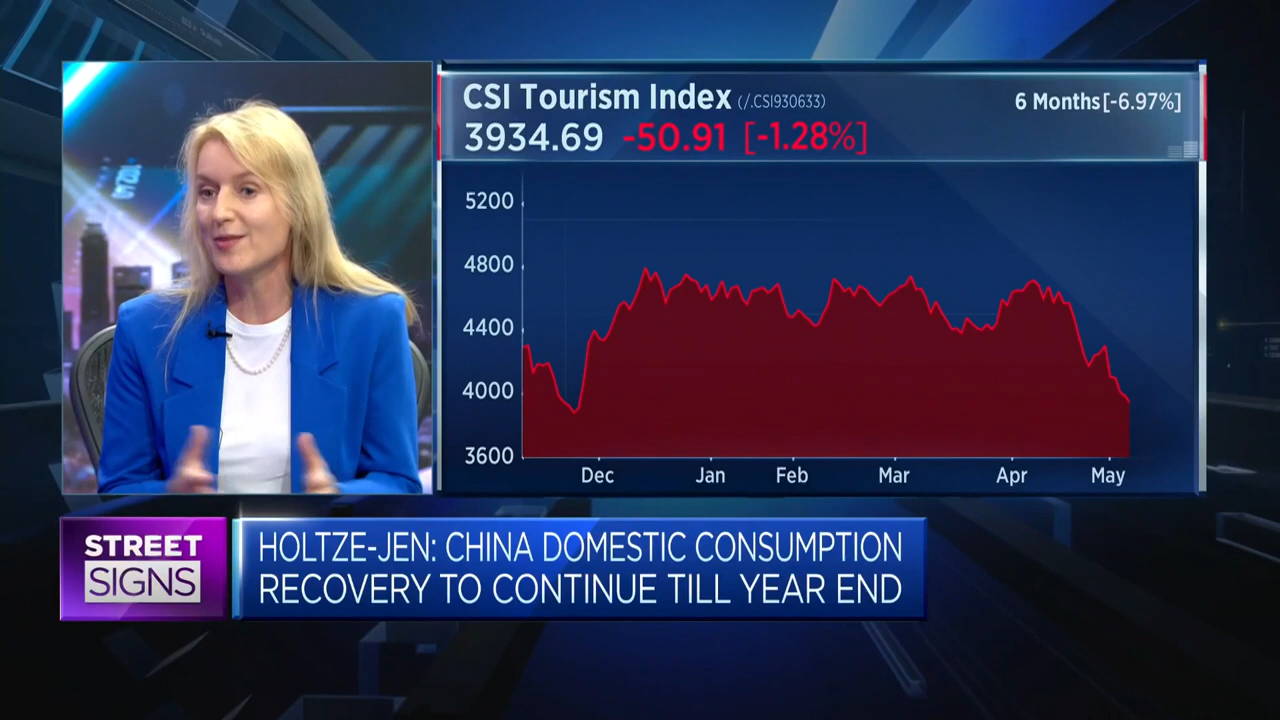 CSI Tourism Index (/.CSI930633)
6 Months[-6.97%]
3934.69 -50.91 [-1.28%]
5200
4800
4400
4000
3600
Dec Jan Feb Mar Apr May
STREET
SIGNS
HOLTZE-JEN: CHINA DOMESTIC CONSUMPTION
RECOVERY TO CONTINUE TILL YEAR END